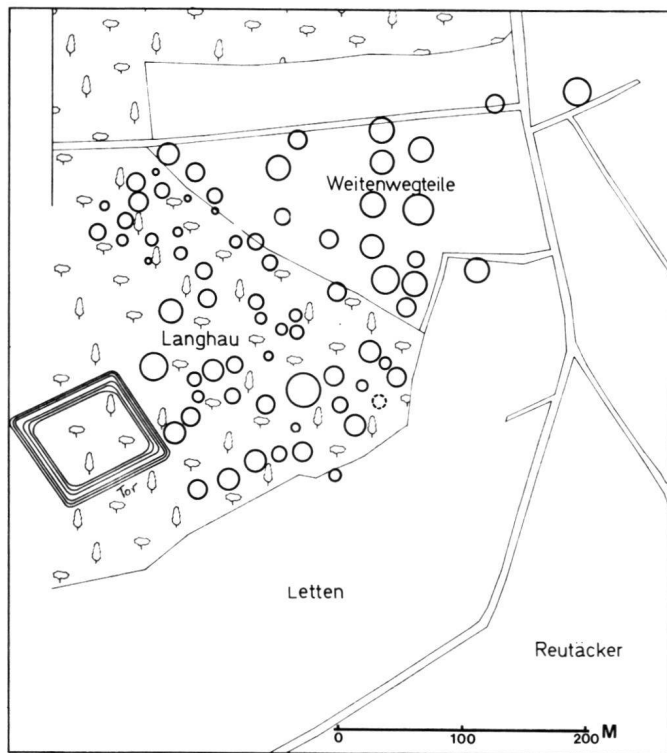 Weitenwegteile
Langhau
Tor
Letten
Reutäcker
0 100 200 M